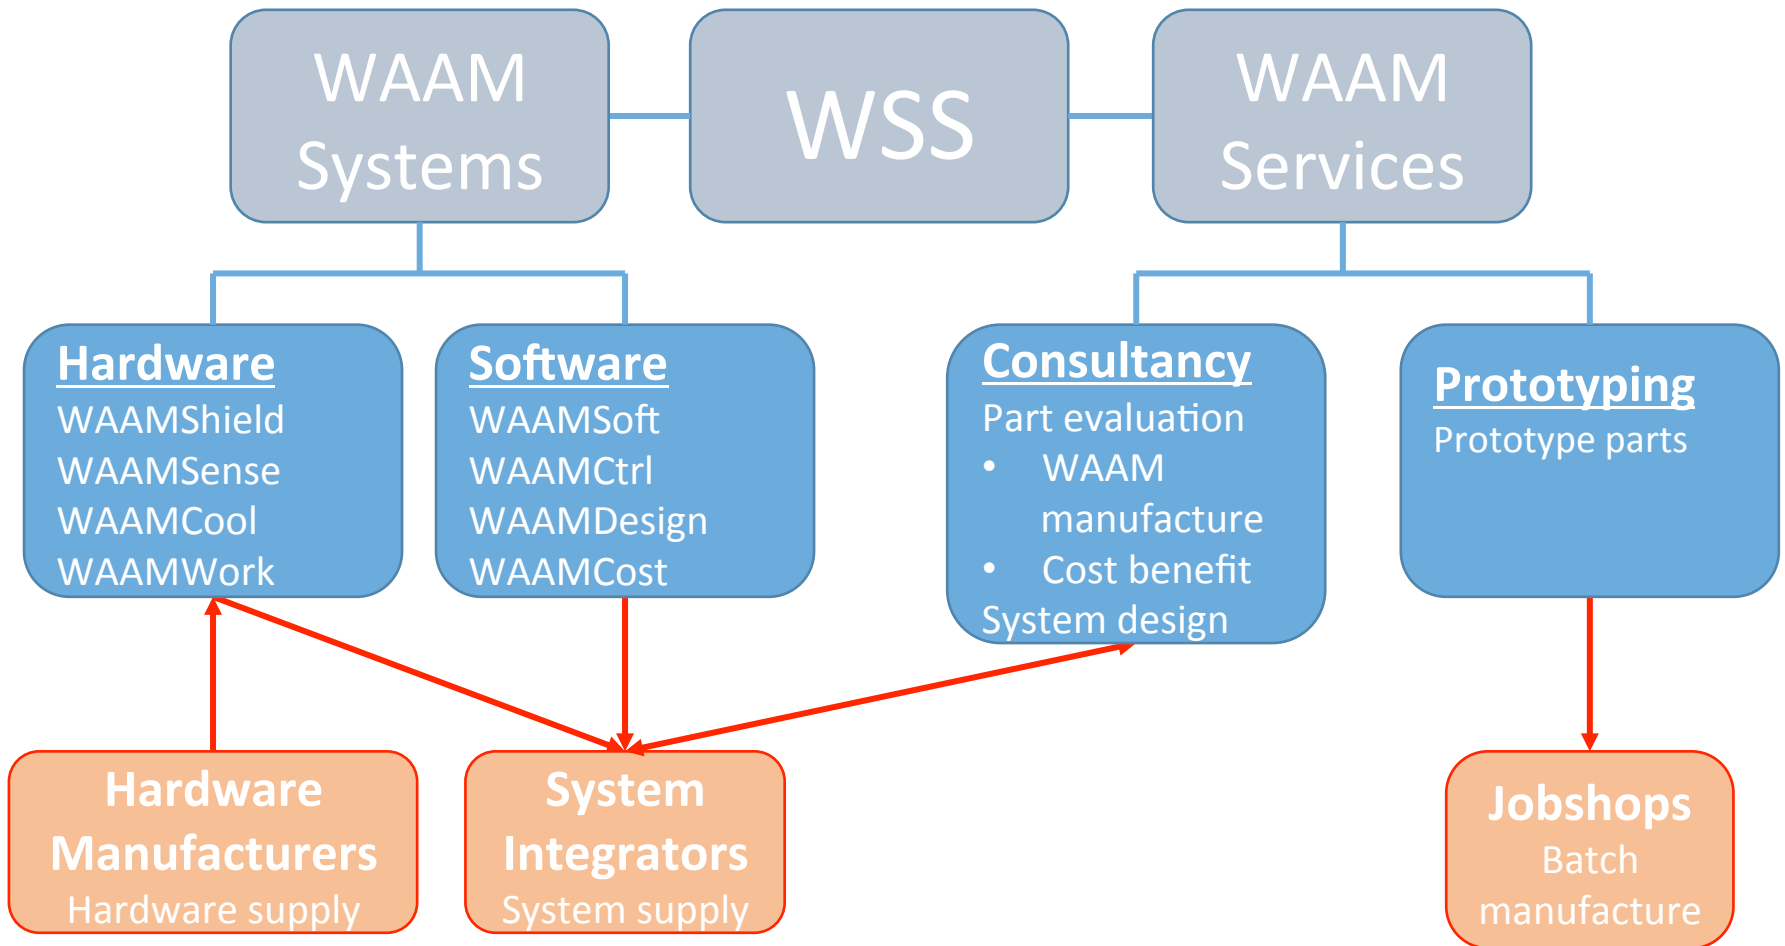 WAAM
Systems
WSS
WAAM
Services
Hardware
WAAMShield
WAAMSense
WAAMCool
WAAMWork
Software
WAAMSoft
WAAMCtrl
WAAMDesign
WAAMCost
Consultancy
Part evaluation
• WAAM
manufacture
• Cost benefit
System design
Prototyping
Prototype parts
Hardware
Manufacturers
Hardware supply
System
Integrators
System supply
Jobshops
Batch
manufacture